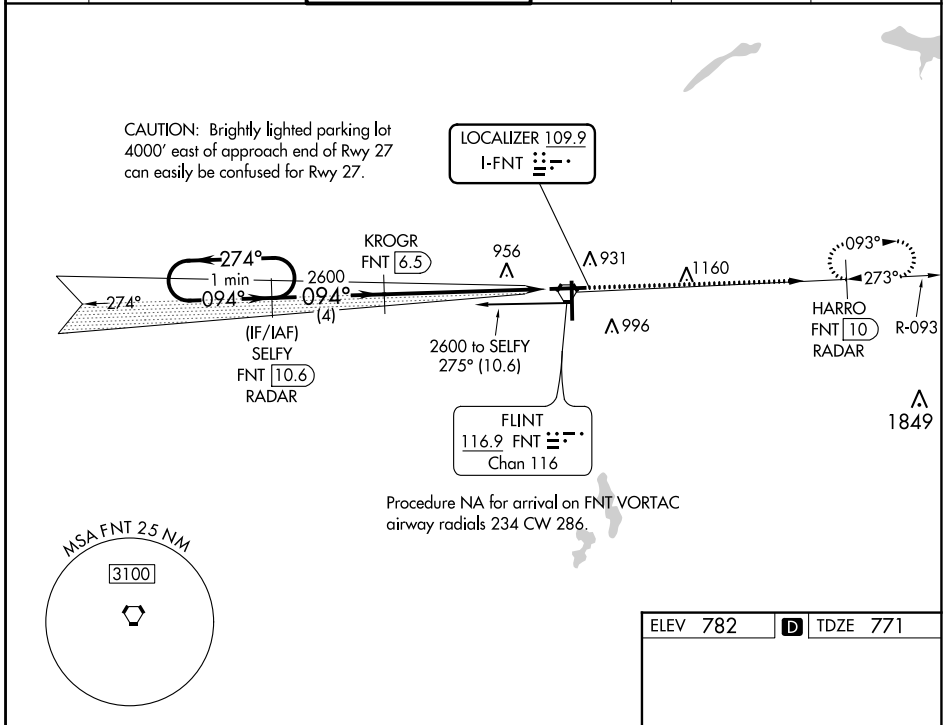 CAUTION: Brightly lighted parking lot
4000' east of approach end of Rwy 27
can easily be confused for Rwy 27.
LOCALIZER 109.9
I-FNT
KROGR
FNT 6.5
956
931
1160
093°
273°
HARRO
FNT 10
RADAR
R-093
274°
1 min
094°
2600
094°
(4)
274°
(IF/IAF)
SELFY
FNT 10.6
RADAR
2600 to SELFY
275° (10.6)
996
1849
FLINT
116.9 FNT
Chan 116
Procedure NA for arrival on FNT VORTAC
airway radials 234 CW 286.
MSA FNT 25 NM
3100
ELEV 782 D TDZE 771